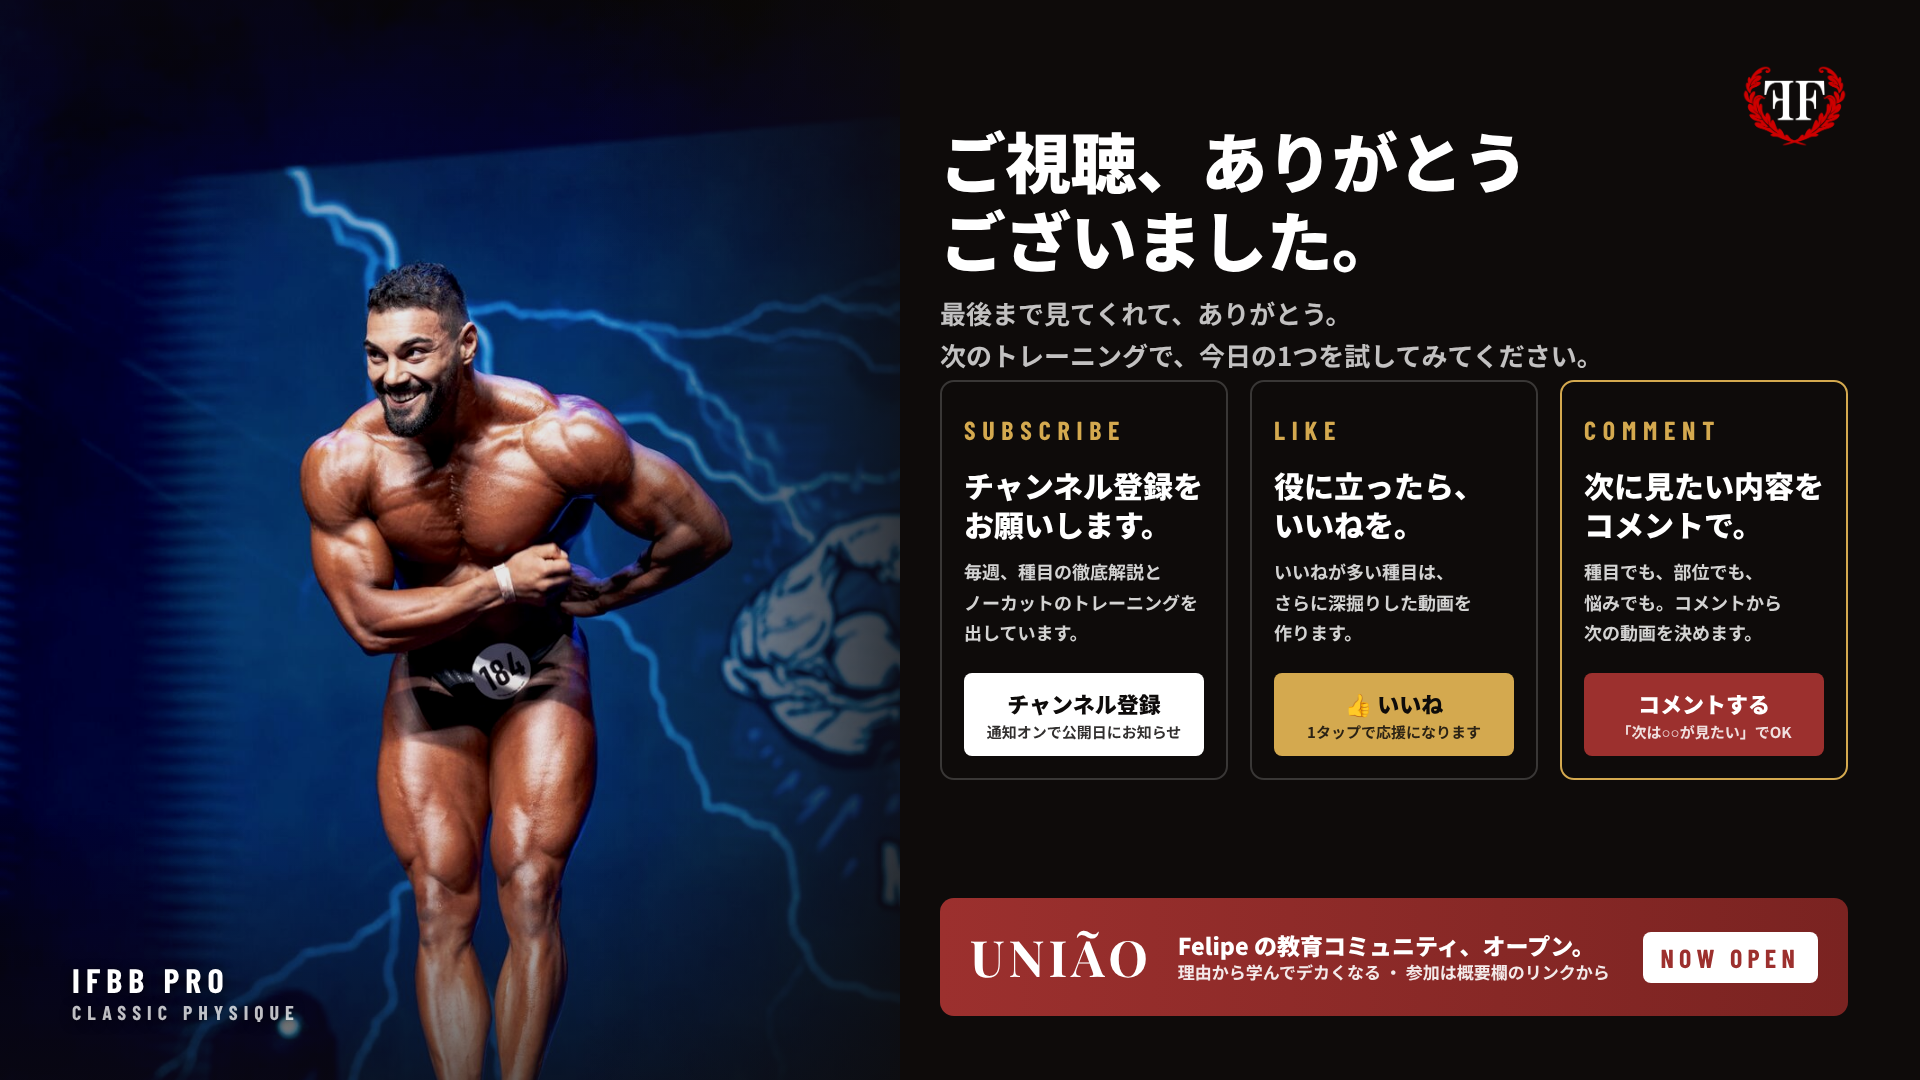 FF
ご視聴、ありがとう
ございました。
最後まで見てくれて、ありがとう。
次のトレーニングで、今日の1つを試してみてください。
SUBSCRIBE
チャンネル登録を
お願いします。
毎週、種目の徹底解説と
ノーカットのトレーニングを
出しています。
チャンネル登録
通知オンで公開日にお知らせ
LIKE
役に立ったら、
いいねを。
いいねが多い種目は、
さらに深掘りした動画を
作ります。
👍 いいね
1タップで応援になります
COMMENT
次に見たい内容を
コメントで。
種目でも、部位でも、
悩みでも。コメントから
次の動画を決めます。
コメントする
「次は○○が見たい」でOK
184
IFBB PRO
CLASSIC PHYSIQUE
UNIÃO
Felipe の教育コミュニティ、オープン。
理由から学んでデカくなる ・ 参加は概要欄のリンクから
NOW OPEN